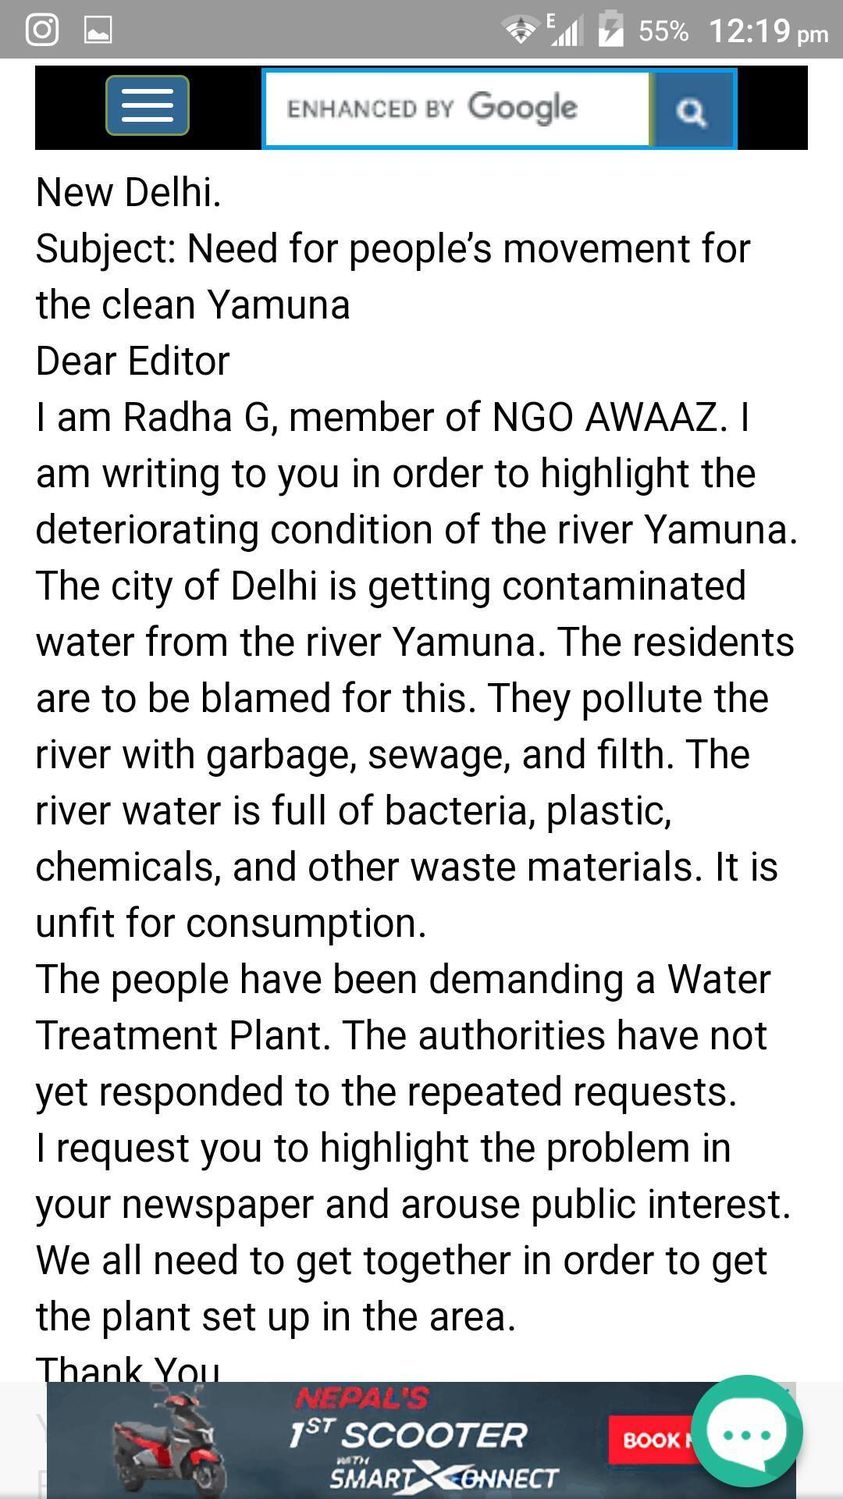 E 55% 12:19 pm
ENHANCED BY Google
New Delhi.
Subject: Need for people’s movement for
the clean Yamuna
Dear Editor
I am Radha G, member of NGO AWAAZ. I
am writing to you in order to highlight the
deteriorating condition of the river Yamuna.
The city of Delhi is getting contaminated
water from the river Yamuna. The residents
are to be blamed for this. They pollute the
river with garbage, sewage, and filth. The
river water is full of bacteria, plastic,
chemicals, and other waste materials. It is
unfit for consumption.
The people have been demanding a Water
Treatment Plant. The authorities have not
yet responded to the repeated requests.
I request you to highlight the problem in
your newspaper and arouse public interest.
We all need to get together in order to get
the plant set up in the area.
Thank You
NEPAL'S
1ST SCOOTER
WITH
SMARTXONNECT
BOOK